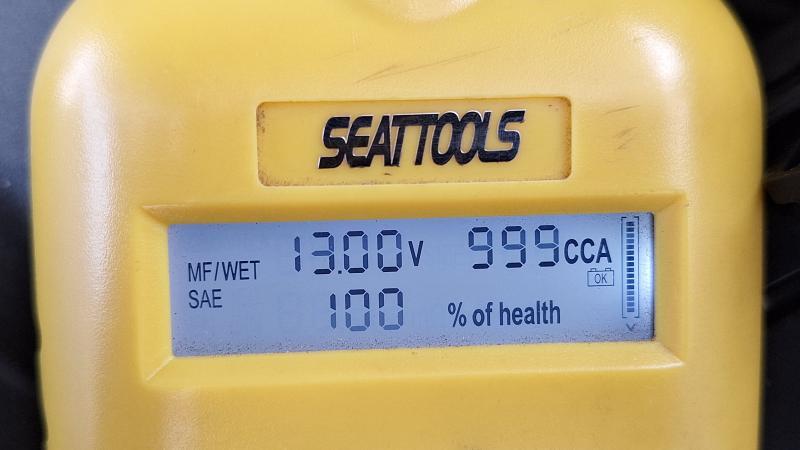 SEATTOOLS
MF/WET 13.00V 999CCA
OK
SAE 100 % of health